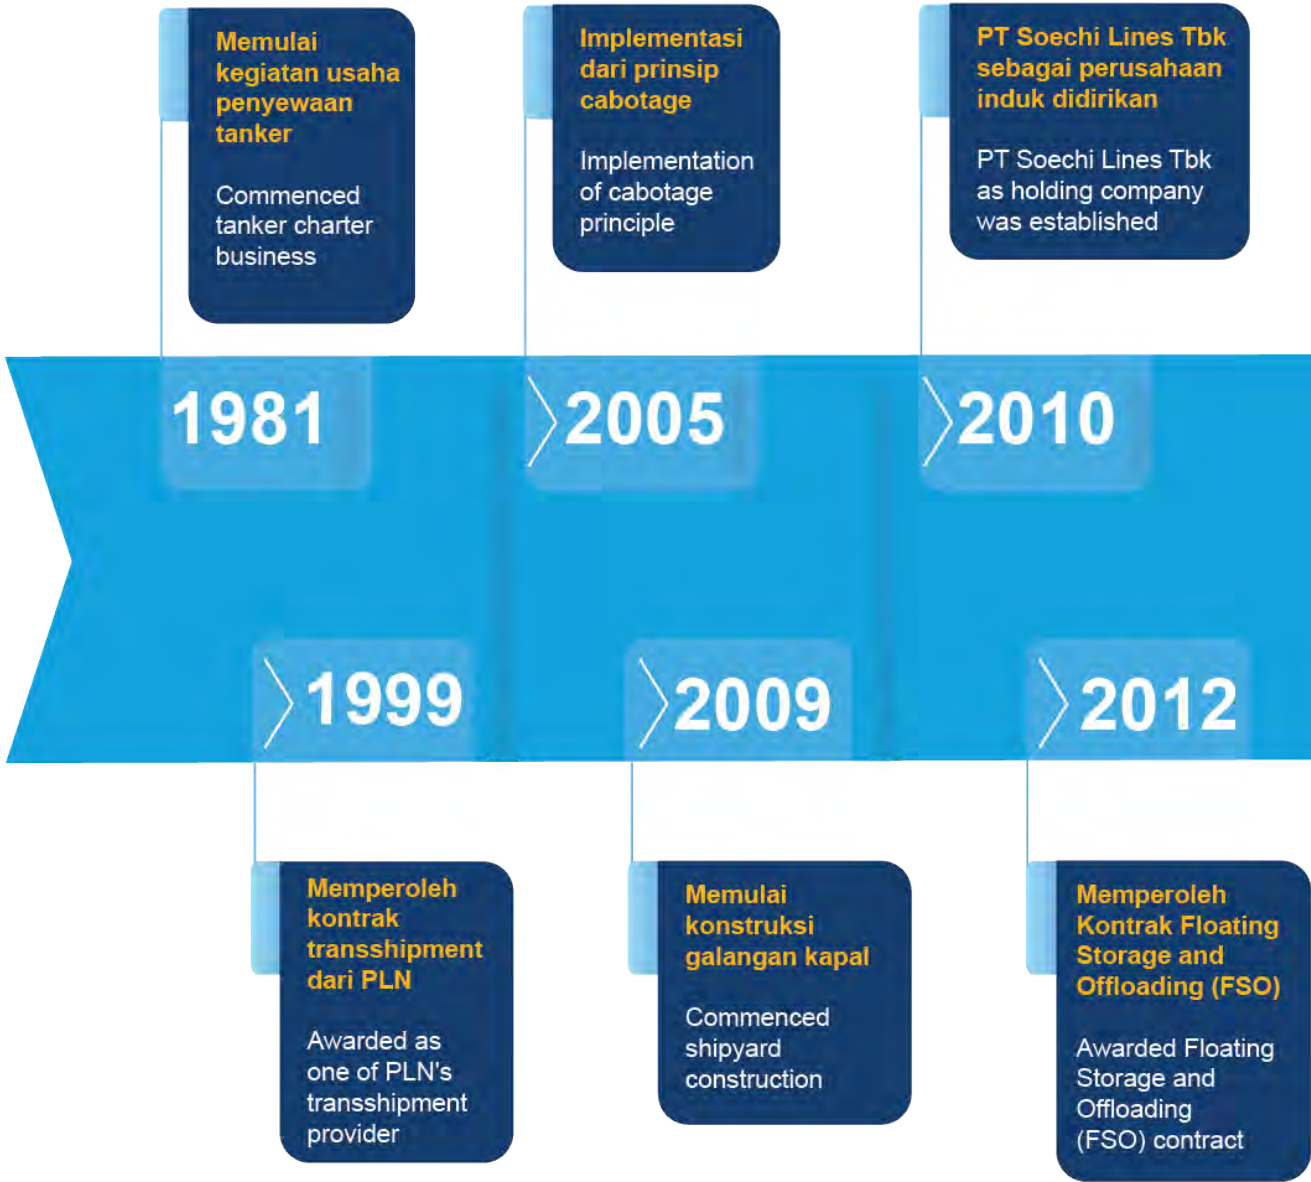 Memulai
kegiatan usaha
penyewaan
tanker
Commenced
tanker charter
business
Implementasi
dari prinsip
cabotage
Implementation
of cabotage
principle
PT Soechi Lines Tbk
sebagai perusahaan
induk didirikan
PT Soechi Lines Tbk
as holding company
was established
1981
2005
2010
1999
2009
2012
Memperoleh
kontrak
transshipment
dari PLN
Awarded as
one of PLN's
transshipment
provider
Memulai
konstruksi
galangan kapal
Commenced
shipyard
construction
Memperoleh
Kontrak Floating
Storage and
Offloading (FSO)
Awarded Floating
Storage and
Offloading
(FSO) contract